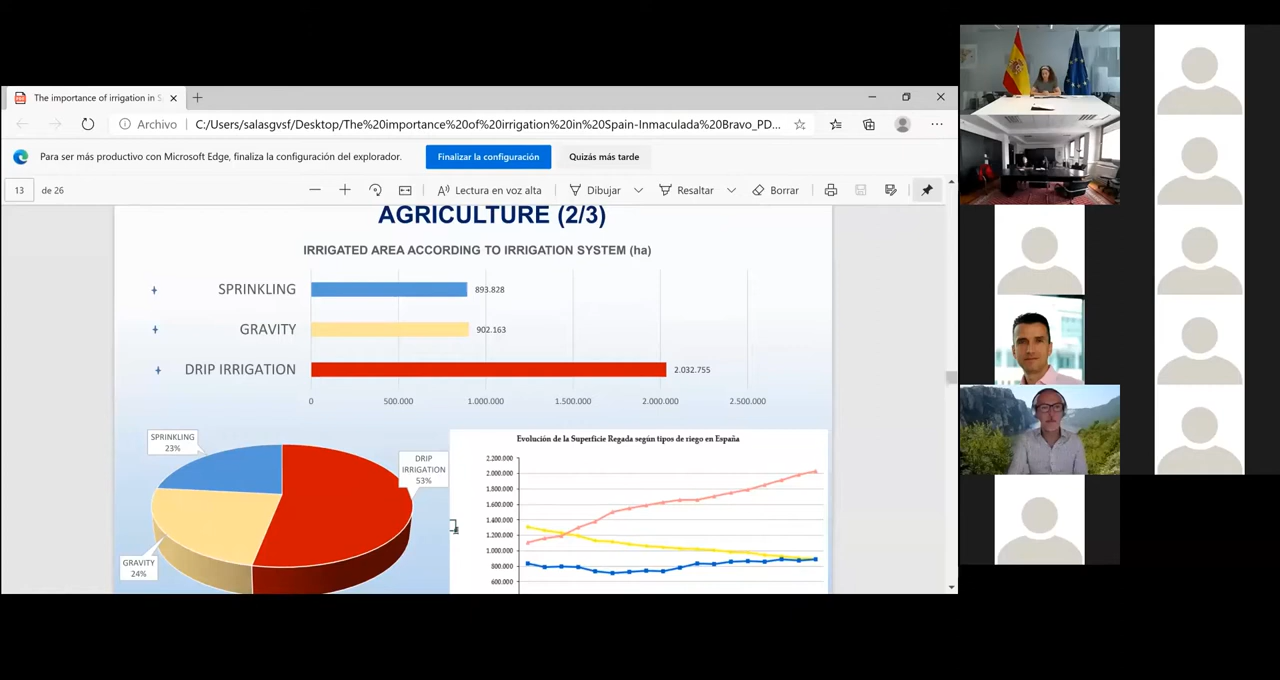 The importance of irrigation in S
Archivo C:/Users/salasgvsf/Desktop/The%20importance%20of%20irrigation%20in%20Spain-Inmaculada%20Bravo_PD...
Para ser más productivo con Microsoft Edge, finaliza la configuración del explorador. Finalizar la configuración Quizás más tarde
13 de 26 Lectura en voz alta Dibujar Resaltar Borrar
AGRICULTURE (2/3)
IRRIGATED AREA ACCORDING TO IRRIGATION SYSTEM (ha)
SPRINKLING 893.828
GRAVITY 902.163
DRIP IRRIGATION 2.032.755
0 500.000 1.000.000 1.500.000 2.000.000 2.500.000
SPRINKLING
23%
DRIP
IRRIGATION
53%
GRAVITY
24%
Evolución de la Superficie Regada según tipos de riego en España
2.200.000
2.000.000
1.800.000
1.600.000
1.400.000
1.200.000
1.000.000
800.000
600.000